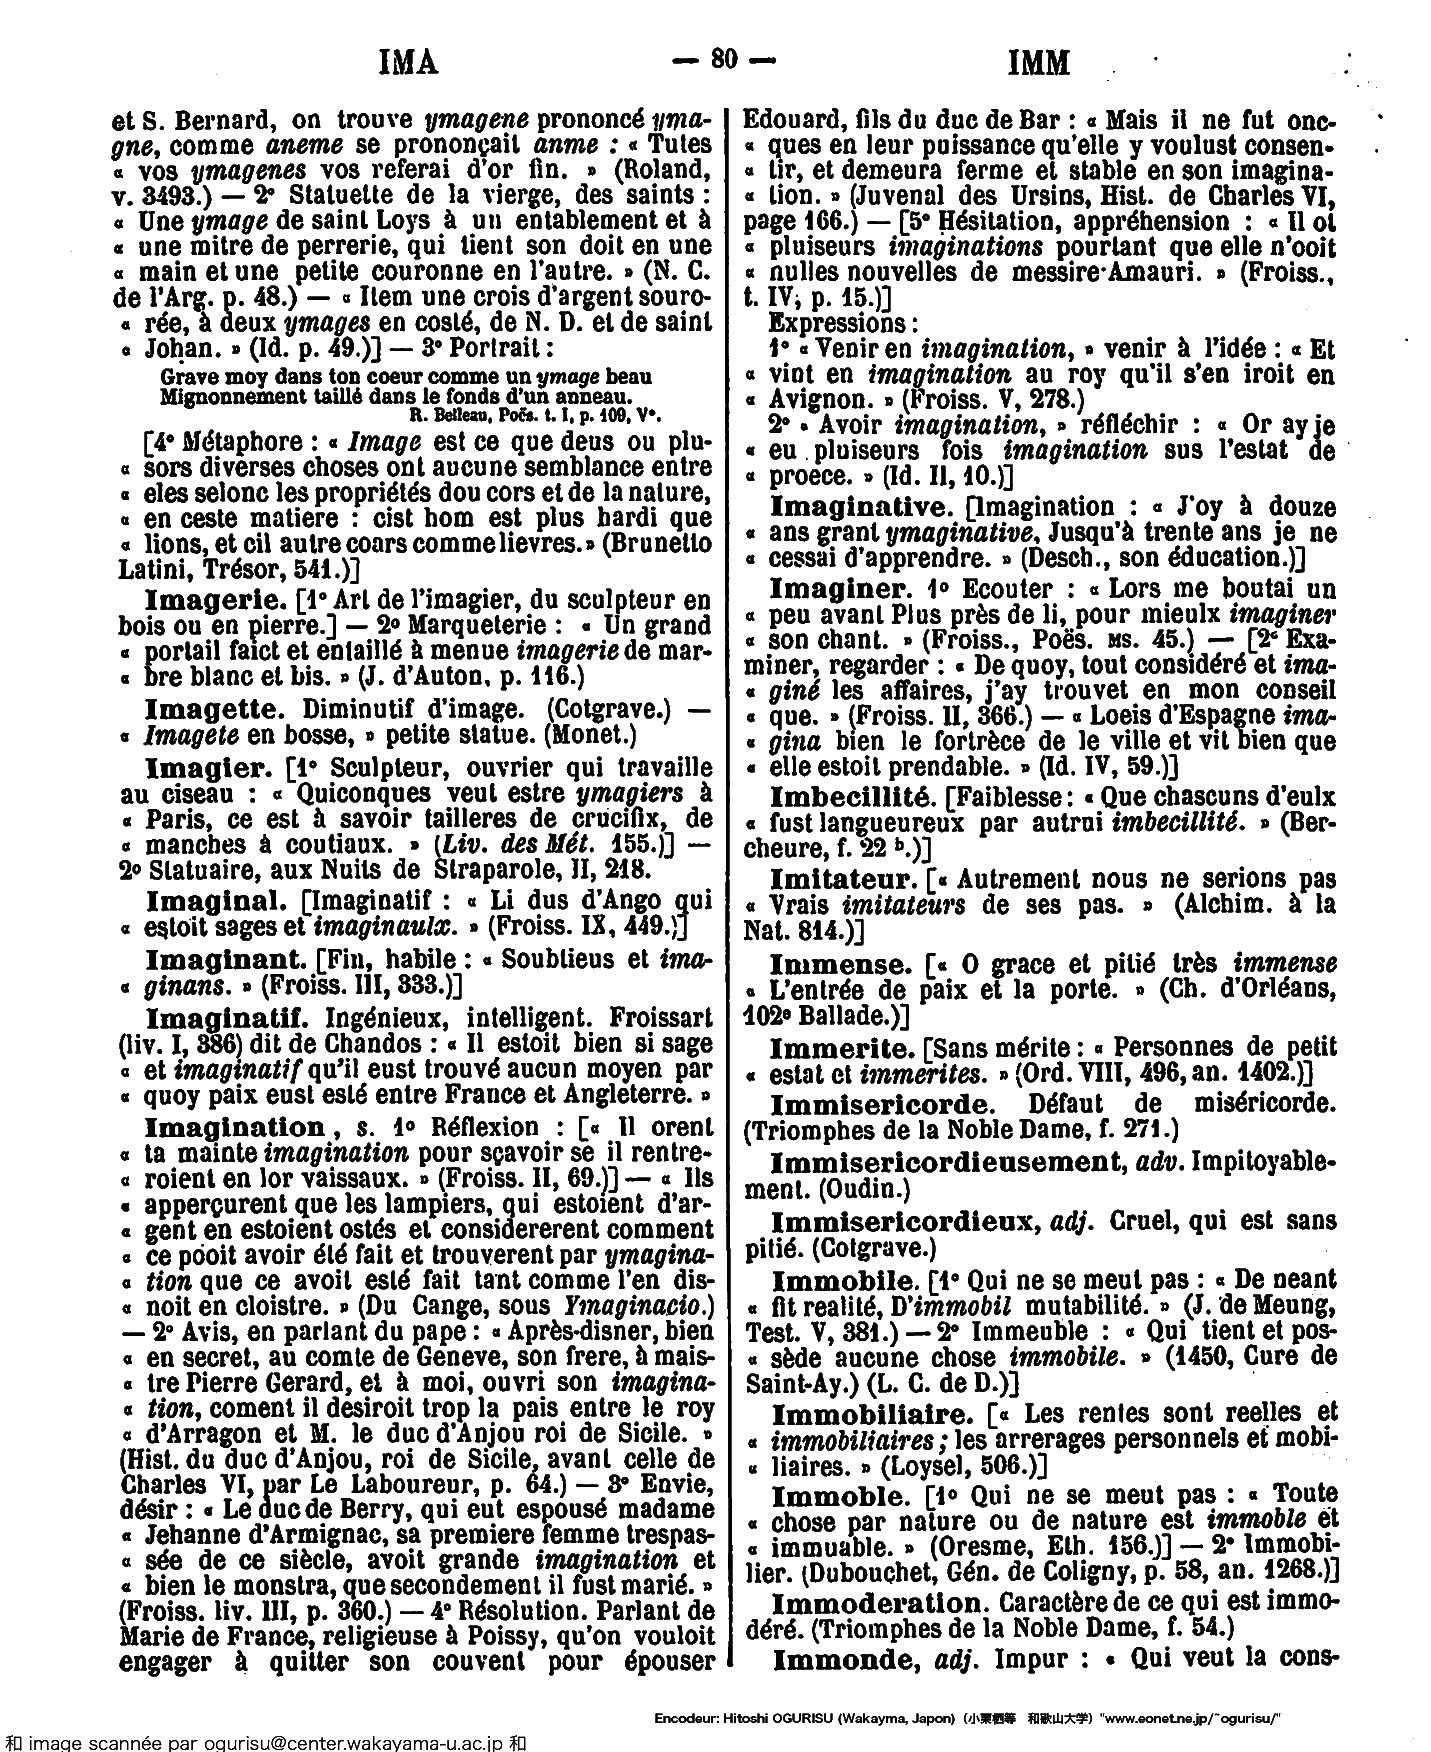 IMA — 80 — IMM
et S. Bernard, on trouve ymagene prononcé yma-
gne, comme aneme se prononçait anme : « Tutes
« vos ymagenes vos referai d'or fin. » (Roland,
v. 3493.) — 2° Statuette de la vierge, des saints :
« Une ymage de saint Loys à un entablement et à
« une mitre de perrerie, qui tient son doit en une
« main et une petite couronne en l'autre. » (N. C.
de l'Arg. p. 48.) — « Item une crois d'argent souro-
« rée, à deux ymages en costé, de N. D. et de saint
« Johan. » (Id. p. 49.)] — 3° Portrait :
Grave moy dans ton coeur comme un ymage beau
Mignonnement taillé dans le fonds d'un anneau.
R. Belleau, Poës. t. I, p. 109, V°.
[4° Métaphore : « Image est ce que deus ou plu-
« sors diverses choses ont aucune semblance entre
« eles selonc les propriétés dou cors et de la nature,
« en ceste matiere : cist hom est plus hardi que
« lions, et cil autre coars comme lievres. » (Brunetto
Latini, Trésor, 541.)]
Imagerie. [1° Art de l'imagier, du sculpteur en
bois ou en pierre.] — 2° Marqueterie : « Un grand
« portail faict et entaillé à menue imagerie de mar-
« bre blanc et bis. » (J. d'Auton, p. 116.)
Imagette. Diminutif d'image. (Cotgrave.) —
« Imagete en bosse, » petite statue. (Monet.)
Imagier. [1° Sculpteur, ouvrier qui travaille
au ciseau : « Quiconques veut estre ymagiers à
« Paris, ce est à savoir tailleres de crucifix, de
« manches à coutiaux. » (Liv. des Mét. 155.)] —
2° Statuaire, aux Nuits de Straparole, II, 218.
Imaginal. [Imaginatif : « Li dus d'Ango qui
« estoit sages et imaginaulx. » (Froiss. IX, 449.)]
Imaginant. [Fin, habile : « Soubtieus et ima-
« ginans. » (Froiss. III, 333.)]
Imaginatif. Ingénieux, intelligent. Froissart
(liv. I, 386) dit de Chandos : « Il estoit bien si sage
« et imaginatif qu'il eust trouvé aucun moyen par
« quoy paix eust esté entre France et Angleterre. »
Imagination, s. 1° Réflexion : [« Il orent
« ta mainte imagination pour sçavoir se il rentre-
« roient en lor vaissaux. » (Froiss. II, 69.)] — « Ils
« apperçurent que les lampiers, qui estoient d'ar-
« gent en estoient ostés et considererent comment
« ce pooit avoir été fait et trouverent par ymagina-
« tion que ce avoit esté fait tant comme l'en dis-
« noit en cloistre. » (Du Cange, sous Ymaginacio.)
— 2° Avis, en parlant du pape : « Après-disner, bien
« en secret, au comte de Geneve, son frere, à mais-
« tre Pierre Gerard, et à moi, ouvri son imagina-
« tion, coment il desiroit trop la pais entre le roy
« d'Arragon et M. le duc d'Anjou roi de Sicile. »
(Hist. du duc d'Anjou, roi de Sicile, avant celle de
Charles VI, par Le Laboureur, p. 64.) — 3° Envie,
désir : « Le duc de Berry, qui eut espousé madame
« Jehanne d'Armignac, sa premiere femme trespas-
« sée de ce siècle, avoit grande imagination et
« bien le monstra, que secondement il fust marié. »
(Froiss. liv. III, p. 360.) — 4° Résolution. Parlant de
Marie de France, religieuse à Poissy, qu'on vouloit
engager à quitter son couvent pour épouser
Edouard, fils du duc de Bar : « Mais il ne fut onc-
« ques en leur puissance qu'elle y voulust consen-
« tir, et demeura ferme et stable en son imagina-
« tion. » (Juvenal des Ursins, Hist. de Charles VI,
page 166.) — [5° Hésitation, appréhension : « Il ot
« pluiseurs imaginations pourtant que elle n'ooit
« nulles nouvelles de messire Amauri. » (Froiss.,
t. IV, p. 15.)]
Expressions :
1° « Venir en imagination, » venir à l'idée : « Et
« vint en imagination au roy qu'il s'en iroit en
« Avignon. » (Froiss. V, 278.)
2° « Avoir imagination, » réfléchir : « Or ay je
« eu pluiseurs fois imagination sus l'estat de
« proece. » (Id. II, 10.)]
Imaginative. [Imagination : « J'oy à douze
« ans grant ymaginative, Jusqu'à trente ans je ne
« cessai d'apprendre. » (Desch., son éducation.)]
Imaginer. 1° Ecouter : « Lors me boutai un
« peu avant Plus près de li, pour mieulx imaginer
« son chant. » (Froiss., Poës. MS. 45.) — [2° Exa-
miner, regarder : « De quoy, tout considéré et ima-
« giné les affaires, j'ay trouvet en mon conseil
« que. » (Froiss. II, 366.) — « Loeis d'Espagne ima-
« gina bien le fortrèce de le ville et vit bien que
« elle estoit prendable. » (Id. IV, 59.)]
Imbecillité. [Faiblesse : « Que chascuns d'eulx
« fust langueureux par autrui imbecillité. » (Ber-
cheure, f. 22 b.)]
Imitateur. [« Autrement nous ne serions pas
« Vrais imitateurs de ses pas. » (Alchim. à la
Nat. 814.)]
Immense. [« O grace et pitié très immense
« L'entrée de paix et la porte. » (Ch. d'Orléans,
102° Ballade.)]
Immerite. [Sans mérite : « Personnes de petit
« estat et immerites. » (Ord. VIII, 496, an. 1402.)]
Immisericorde. Défaut de miséricorde.
(Triomphes de la Noble Dame, f. 271.)
Immisericordieusement, adv. Impitoyable-
ment. (Oudin.)
Immisericordieux, adj. Cruel, qui est sans
pitié. (Cotgrave.)
Immobile. [1° Qui ne se meut pas : « De neant
« fit realité, D'immobil mutabilité. » (J. de Meung,
Test. V, 381.) — 2° Immeuble : « Qui tient et pos-
« sède aucune chose immobile. » (1450, Cure de
Saint-Ay.) (L. C. de D.)]
Immobiliaire. [« Les rentes sont reelles et
« immobiliaires ; les arrerages personnels et mobi-
« liaires. » (Loysel, 506.)]
Immoble. [1° Qui ne se meut pas : « Toute
« chose par nature ou de nature est immoble et
« immuable. » (Oresme, Eth. 156.)] — 2° Immobi-
lier. (Dubouchet, Gén. de Coligny, p. 58, an. 1268.)]
Immoderation. Caractère de ce qui est immo-
déré. (Triomphes de la Noble Dame, f. 54.)
Immonde, adj. Impur : « Qui veut la cons-
Encodeur: Hitoshi OGURISU (Wakayma, Japon) (小栗栖等 和歌山大学) "www.eonet.ne.jp/~ogurisu/"
和 image scannée par ogurisu@center.wakayama-u.ac.jp 和